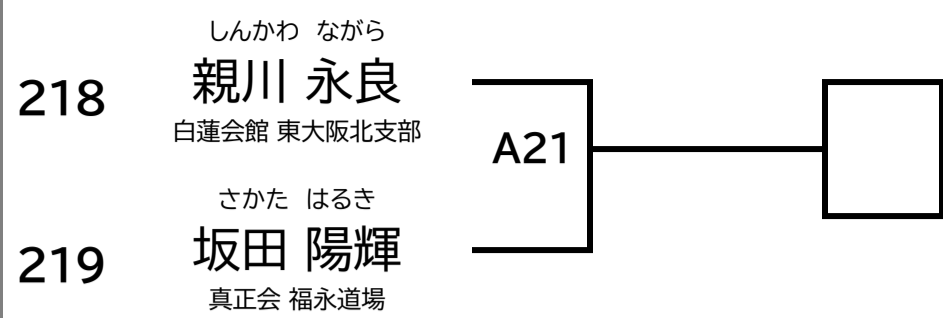 しんかわ ながら
218 親川 永良
白蓮会館 東大阪北支部
A21
さかた はるき
219 坂田 陽輝
真正会 福永道場